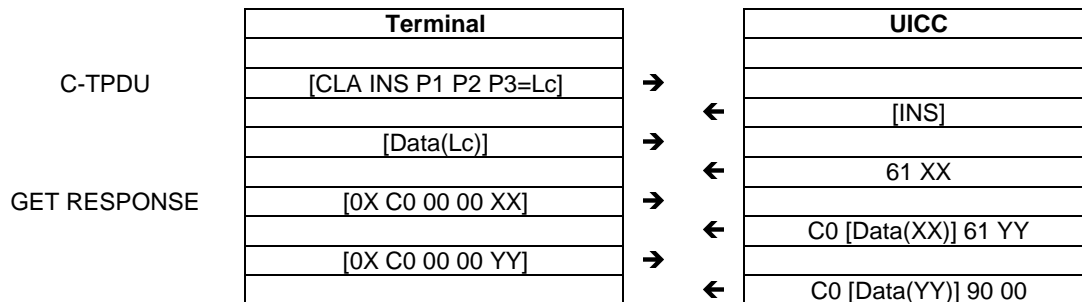 Terminal UICC
C-TPDU [CLA INS P1 P2 P3=Lc] →
← [INS]
[Data(Lc)] →
← 61 XX
GET RESPONSE [0X C0 00 00 XX] →
← C0 [Data(XX)] 61 YY
[0X C0 00 00 YY] →
← C0 [Data(YY)] 90 00